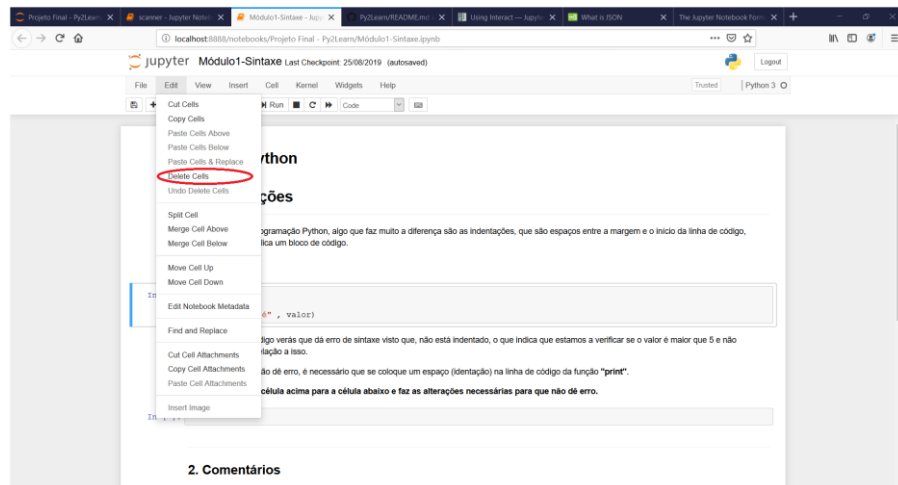 Projeto Final - Py2Learn
scanner - Jupyter Noteb
Módulo1-Sintaxe - Jupy
Py2Learn/README.md
Using Interact — Jupyte
What is JSON
The Jupyter Notebook Form
localhost:8888/notebooks/Projeto Final - Py2Learn/Módulo1-Sintaxe.ipynb
jupyter Módulo1-Sintaxe Last Checkpoint: 25/08/2019 (autosaved)
Logout
File Edit View Insert Cell Kernel Widgets Help
Trusted
Python 3
Run
Code
Cut Cells
Copy Cells
Paste Cells Above
Paste Cells Below
Paste Cells & Replace
Delete Cells
Undo Delete Cells
Split Cell
Merge Cell Above
Merge Cell Below
Move Cell Up
Move Cell Down
Edit Notebook Metadata
Find and Replace
Cut Cell Attachments
Copy Cell Attachments
Paste Cell Attachments
Insert Image
ython
ções
ogramação Python, algo que faz muito a diferença são as indentações, que são espaços entre a margem e o início da linha de código,
ica um bloco de código.
In
é" , valor)
digo verás que dá erro de sintaxe visto que, não está indentado, o que indica que estamos a verificar se o valor é maior que 5 e não
elação a isso.
ão dê erro, é necessário que se coloque um espaço (identação) na linha de código da função "print".
célula acima para a célula abaixo e faz as alterações necessárias para que não dê erro.
In
2. Comentários